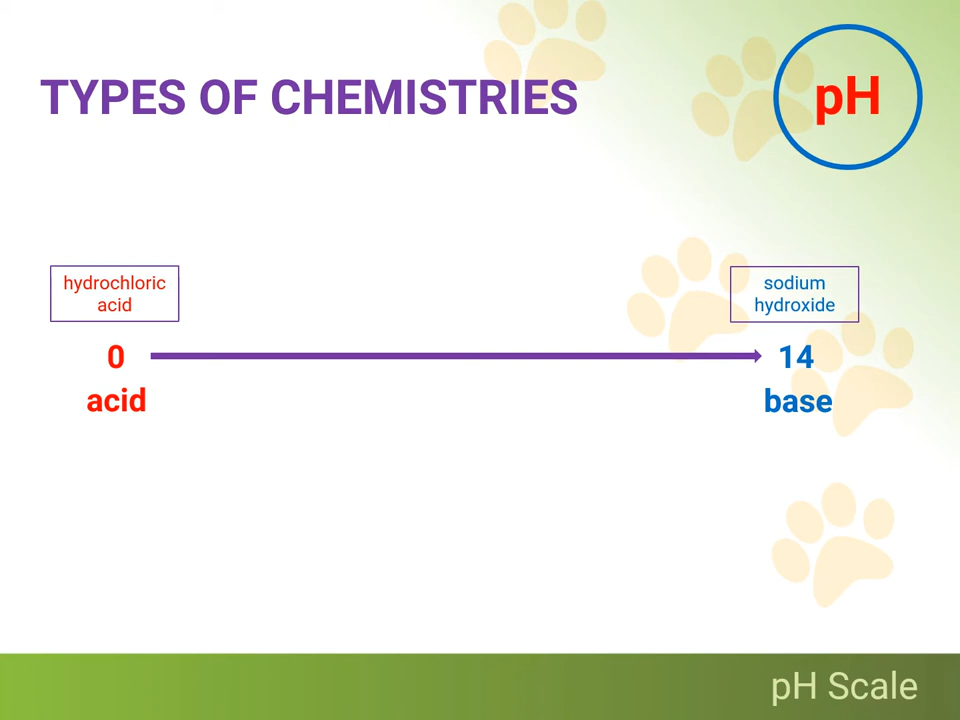 TYPES OF CHEMISTRIES
pH
hydrochloric
acid
sodium
hydroxide
0
14
acid
base
pH Scale